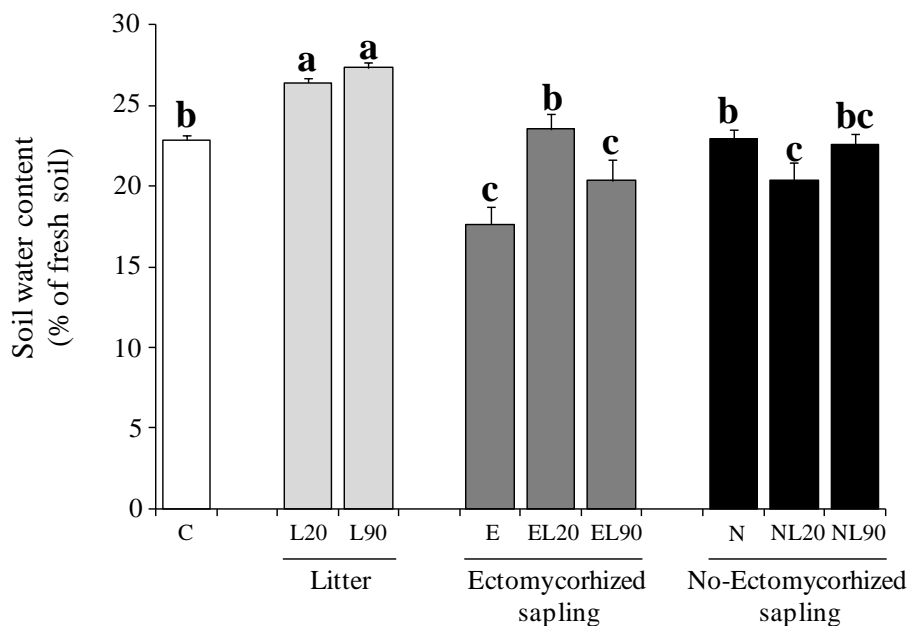 30
25
20
15
10
5
0
Soil water content
(% of fresh soil)
b
a
a
c
b
c
b
c
bc
C
L20
L90
E
EL20
EL90
N
NL20
NL90
Litter
Ectomycorhized
sapling
No-Ectomycorhized
sapling